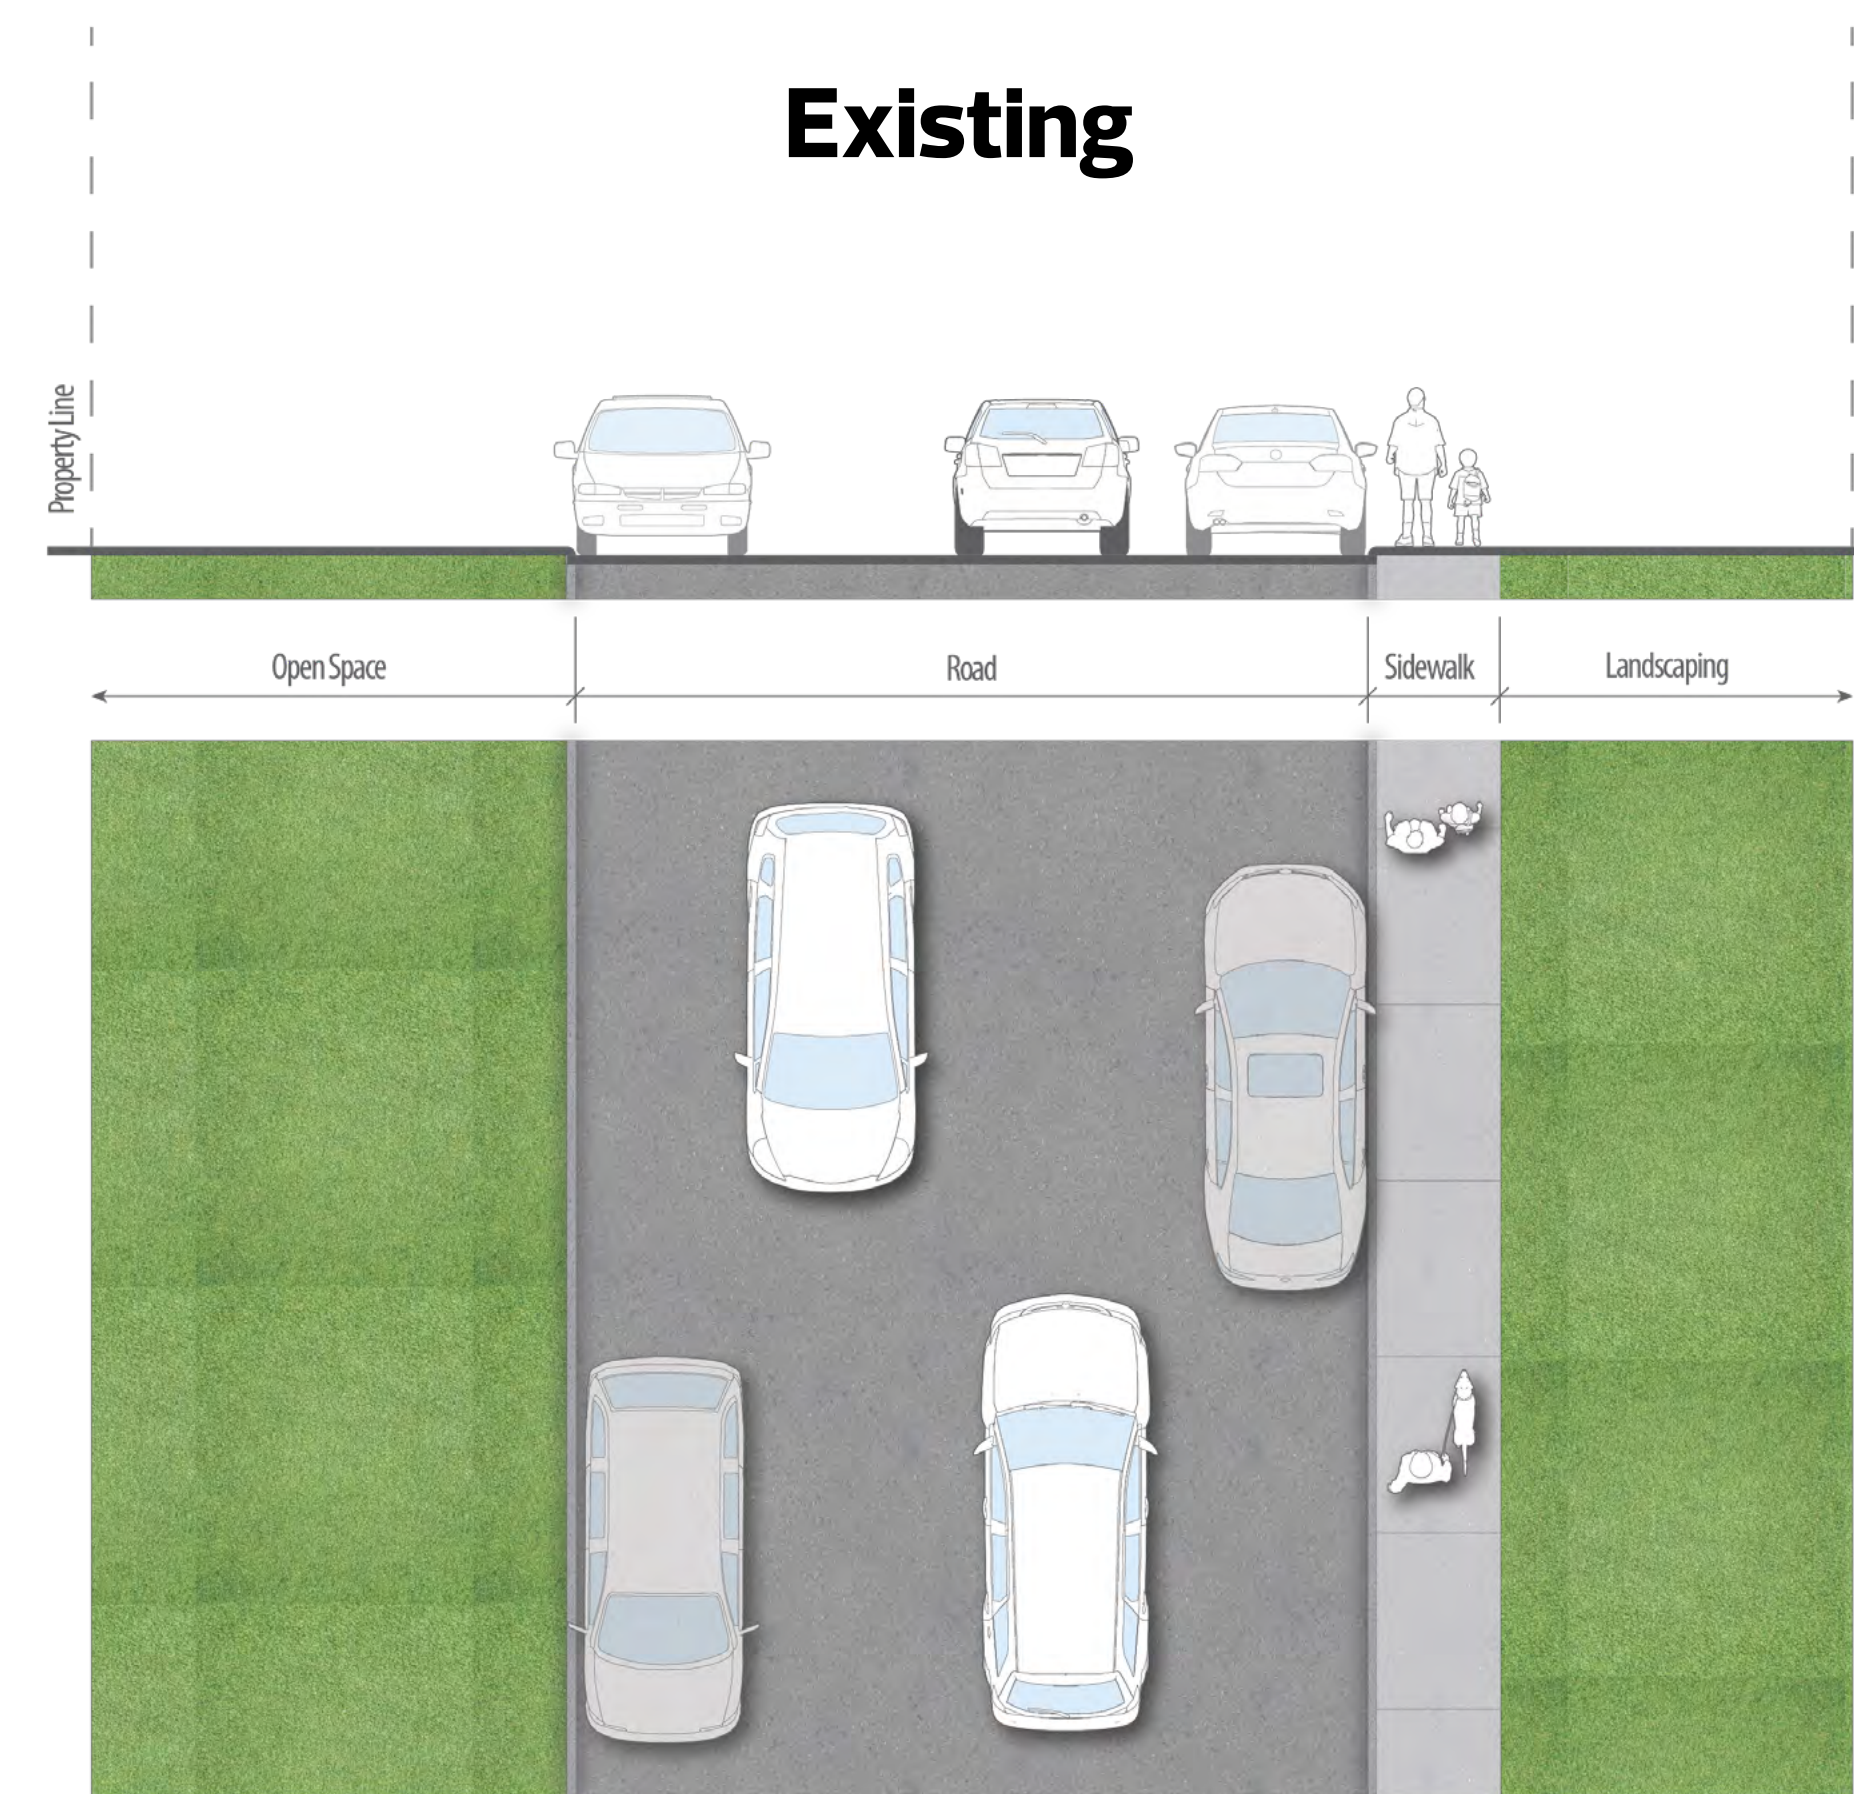 Existing
Property Line
Open Space
Road
Sidewalk
Landscaping